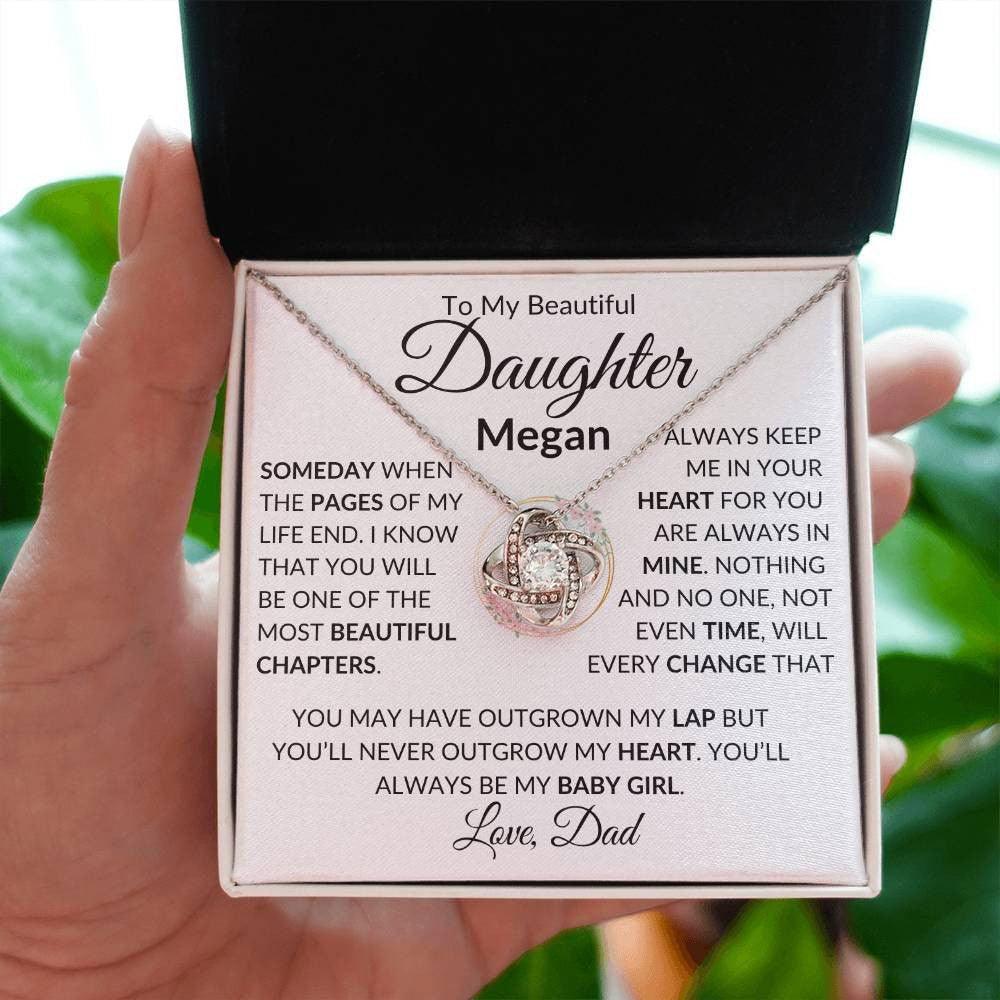 To My Beautiful
Daughter
Megan
SOMEDAY WHEN
THE PAGES OF MY
LIFE END. I KNOW
THAT YOU WILL
BE ONE OF THE
MOST BEAUTIFUL
CHAPTERS.
ALWAYS KEEP
ME IN YOUR
HEART FOR YOU
ARE ALWAYS IN
MINE. NOTHING
AND NO ONE, NOT
EVEN TIME, WILL
EVERY CHANGE THAT
YOU MAY HAVE OUTGROWN MY LAP BUT
YOU'LL NEVER OUTGROW MY HEART. YOU'LL
ALWAYS BE MY BABY GIRL.
Love, Dad